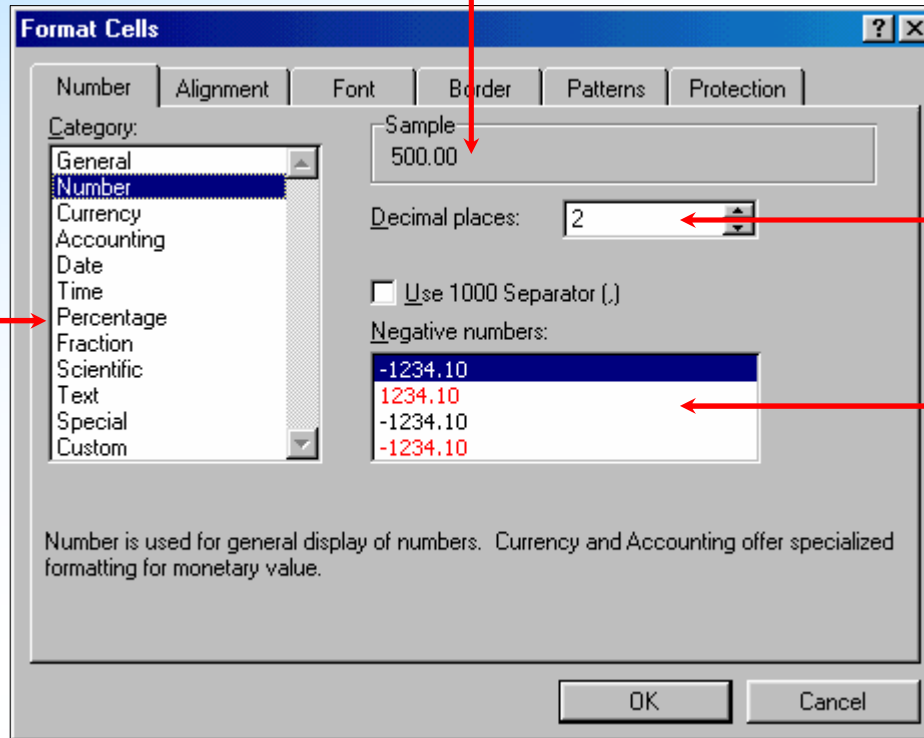 Format Cells
Number Alignment Font Border Patterns Protection
Category:
General
Number
Currency
Accounting
Date
Time
Percentage
Fraction
Scientific
Text
Special
Custom
Sample
500.00
Decimal places: 2
Use 1000 Separator (,)
Negative numbers:
-1234.10
1234.10
-1234.10
-1234.10
Number is used for general display of numbers. Currency and Accounting offer specialized
formatting for monetary value.
OK Cancel